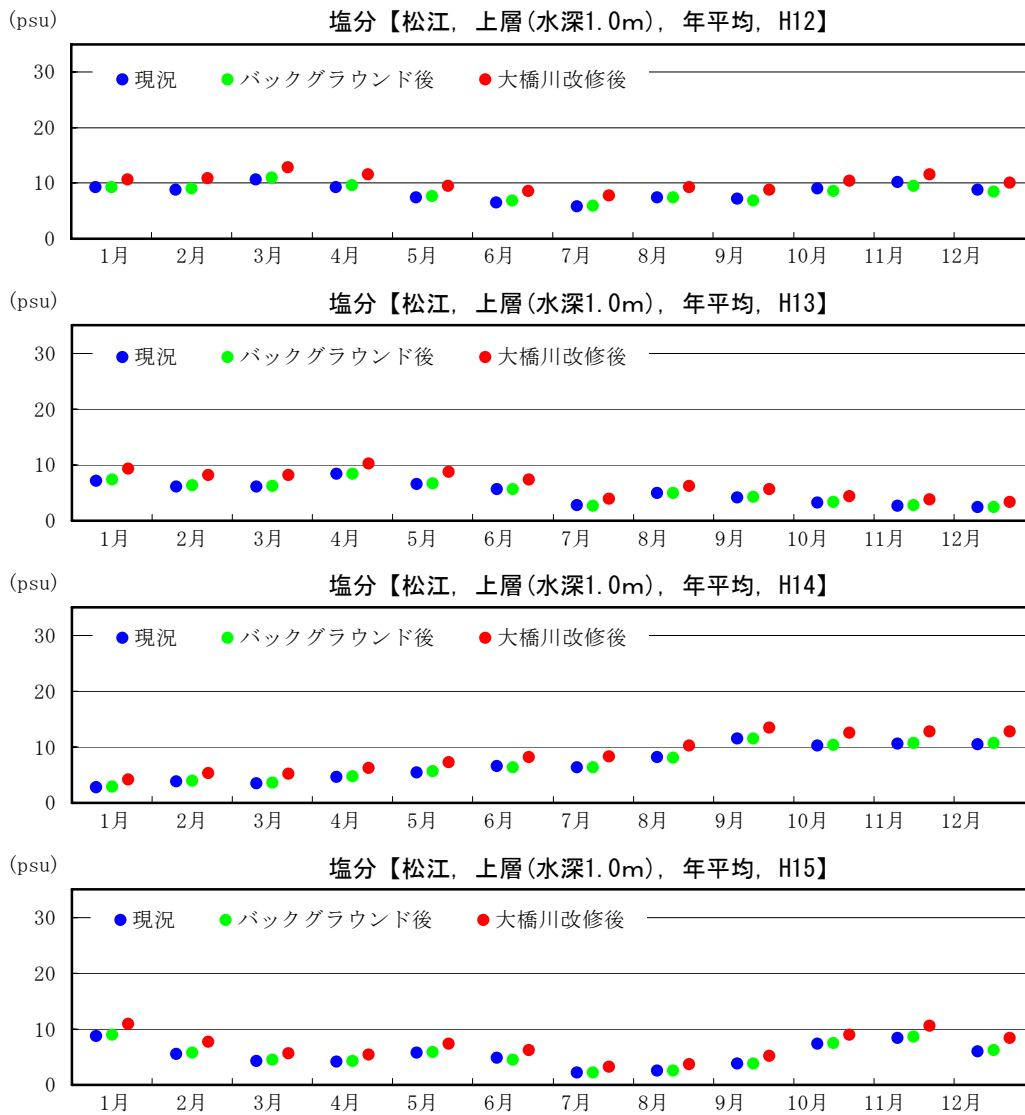 (psu) 塩分【松江, 上層(水深1.0m), 年平均, H12】
30
現況 バックグラウンド後 大橋川改修後
20
10
0
1月 2月 3月 4月 5月 6月 7月 8月 9月 10月 11月 12月
(psu) 塩分【松江, 上層(水深1.0m), 年平均, H13】
30
現況 バックグラウンド後 大橋川改修後
20
10
0
1月 2月 3月 4月 5月 6月 7月 8月 9月 10月 11月 12月
(psu) 塩分【松江, 上層(水深1.0m), 年平均, H14】
30
現況 バックグラウンド後 大橋川改修後
20
10
0
1月 2月 3月 4月 5月 6月 7月 8月 9月 10月 11月 12月
(psu) 塩分【松江, 上層(水深1.0m), 年平均, H15】
30
現況 バックグラウンド後 大橋川改修後
20
10
0
1月 2月 3月 4月 5月 6月 7月 8月 9月 10月 11月 12月